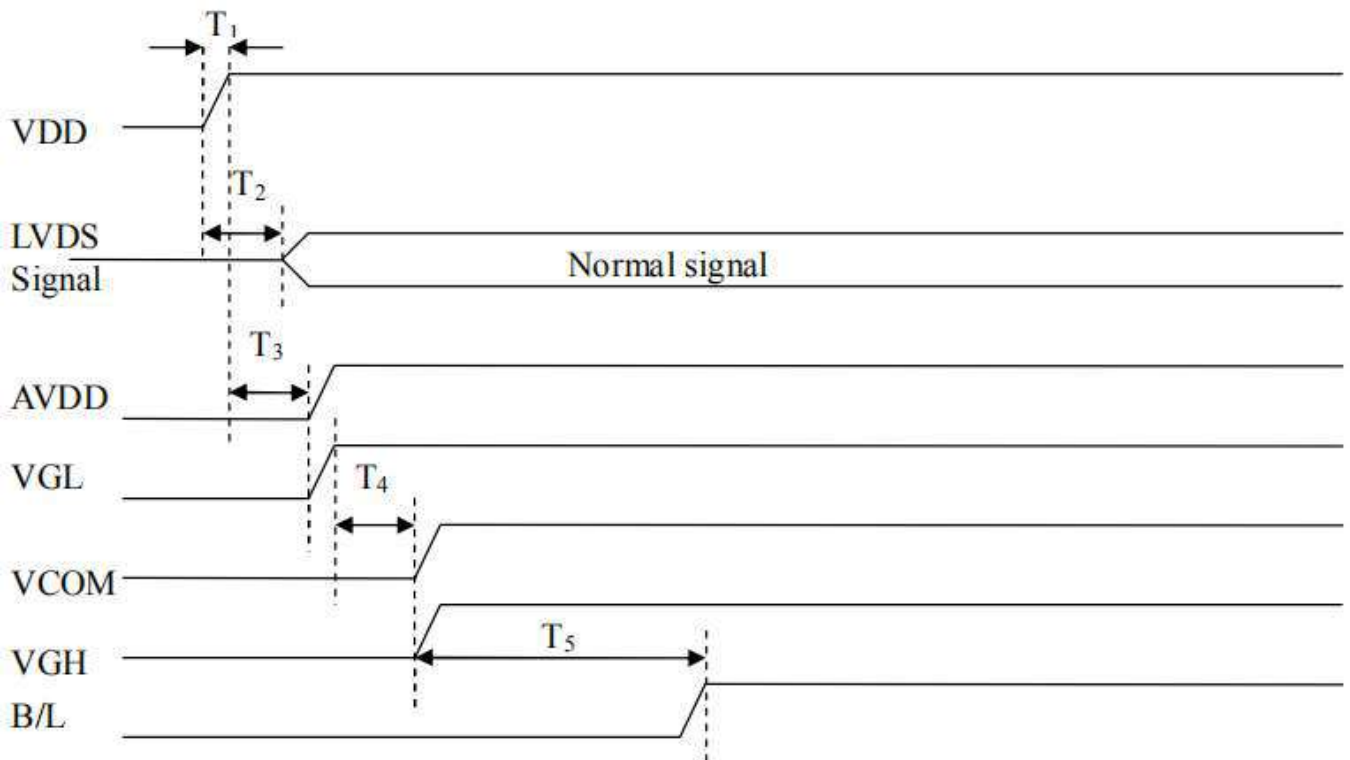 T₁
VDD
T₂
LVDS
Signal
Normal signal
T₃
AVDD
VGL
T₄
VCOM
VGH
T₅
B/L